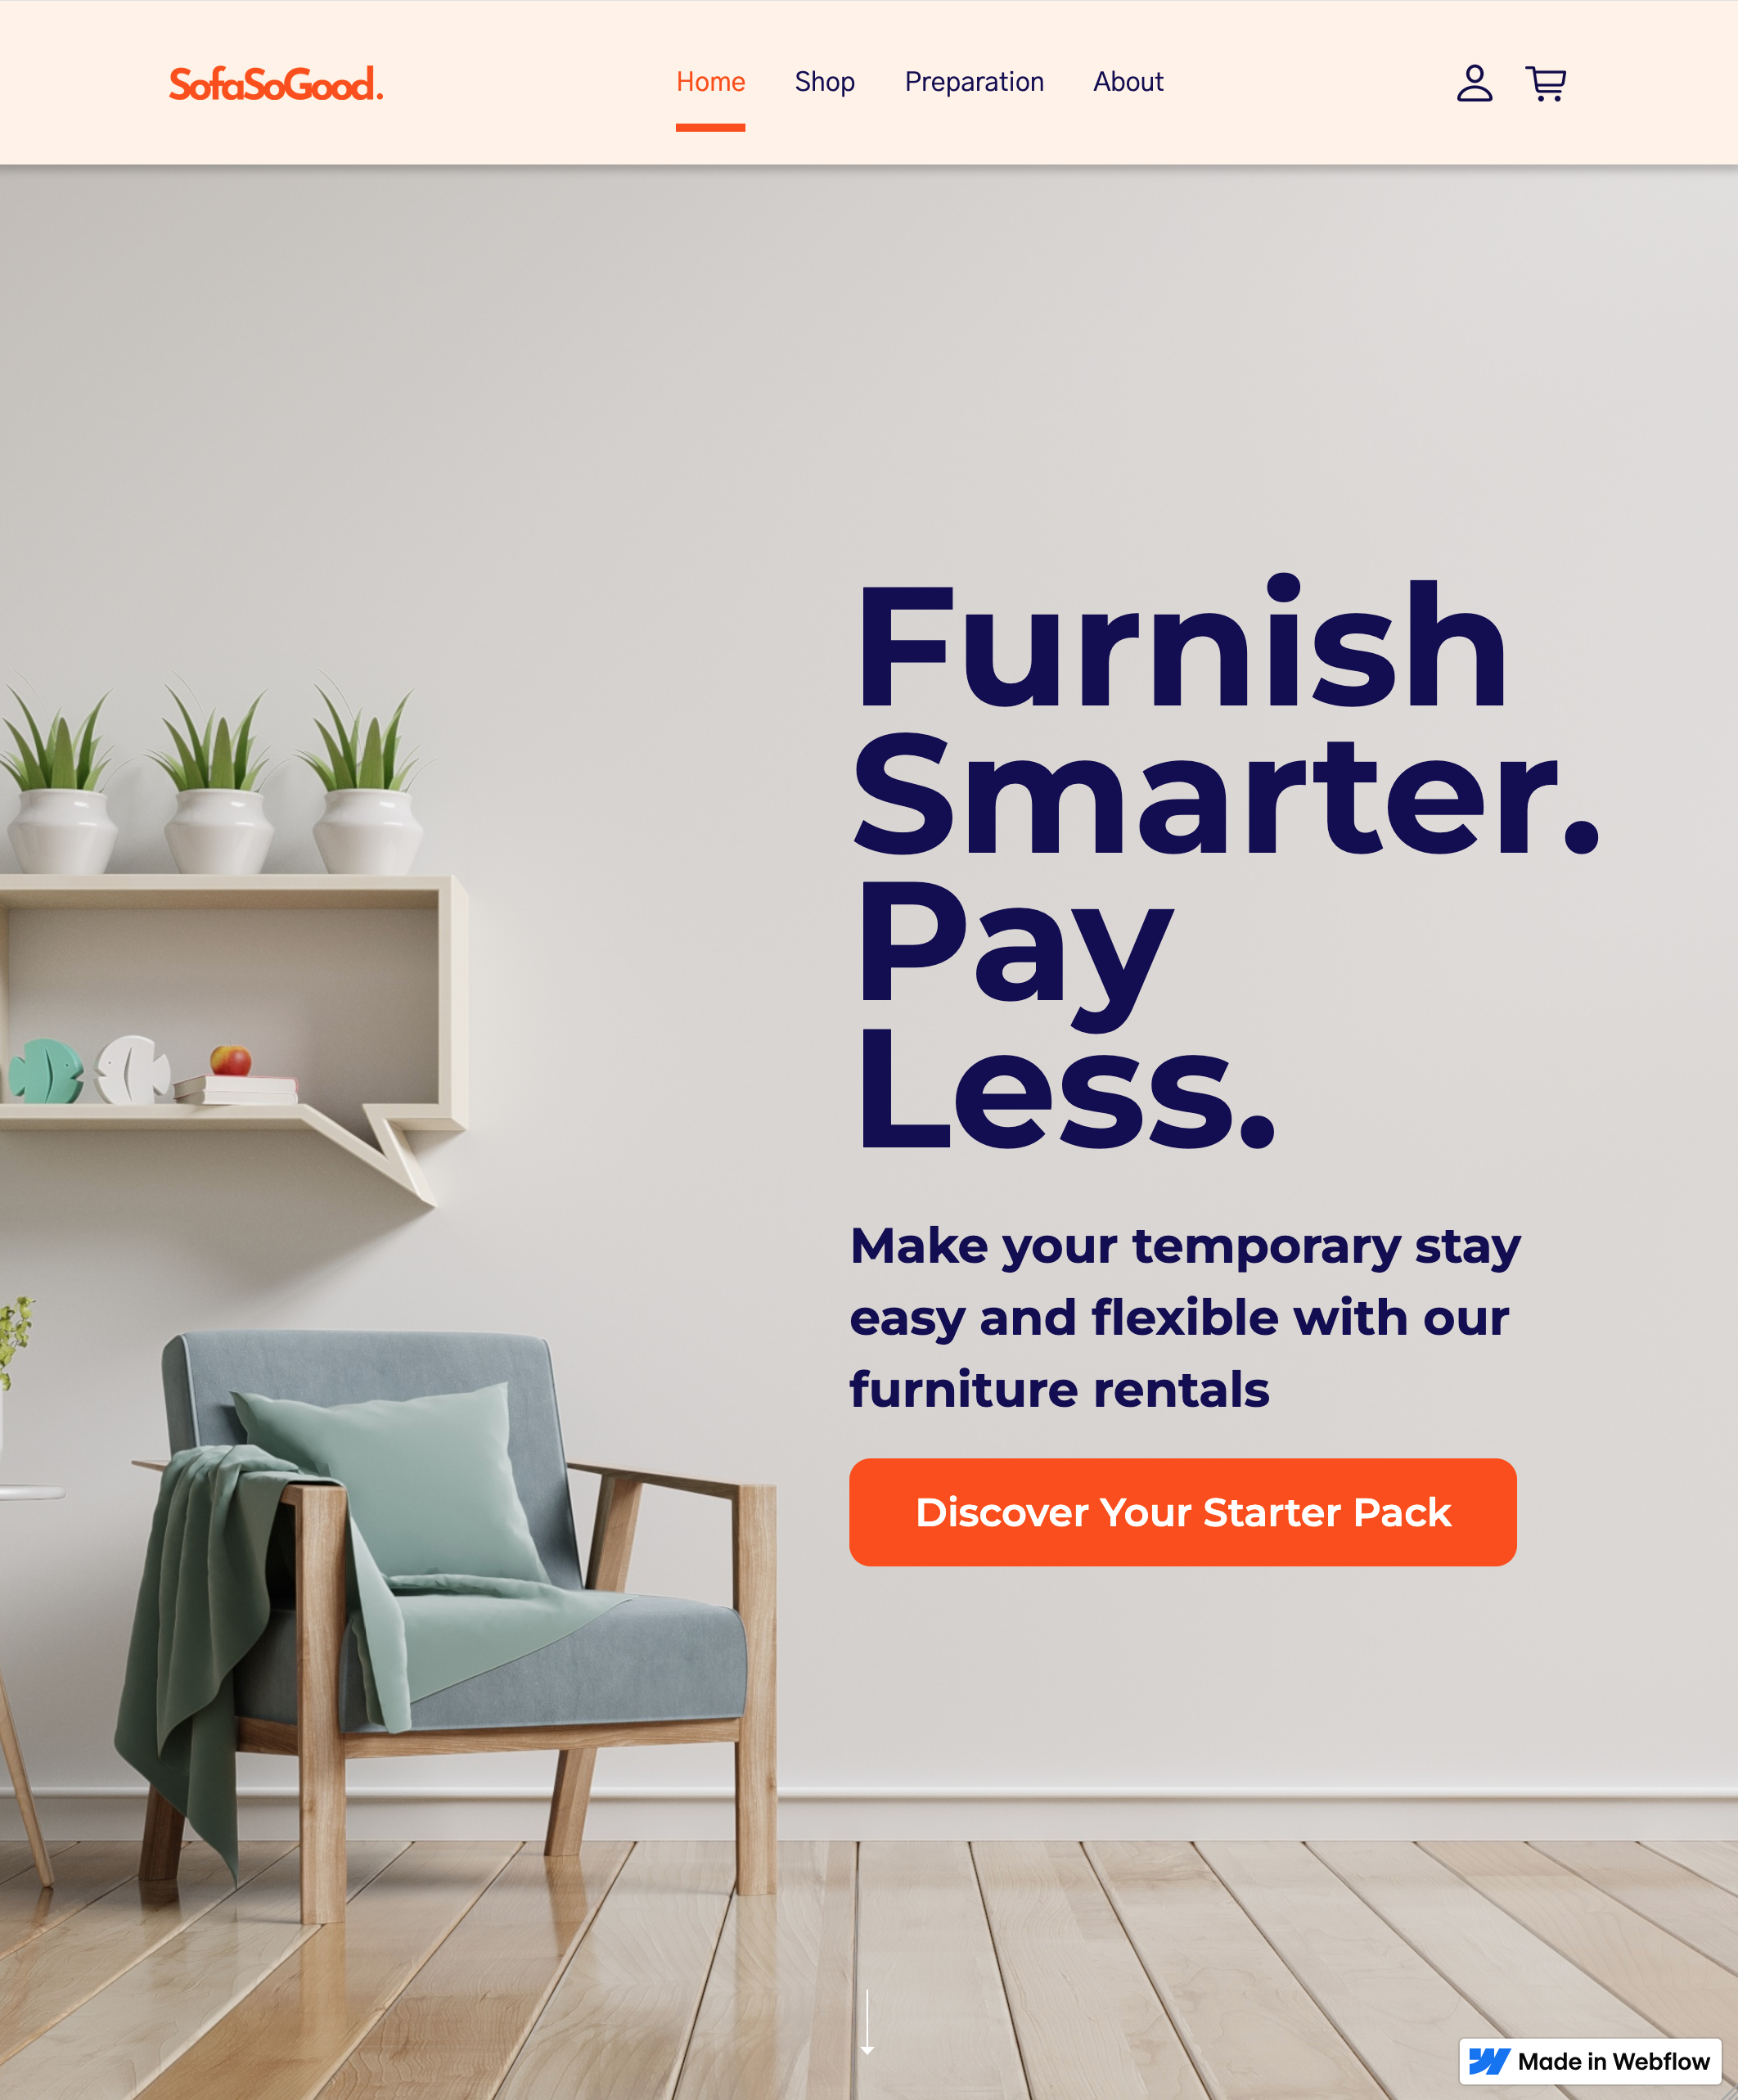 SofaSoGood.
Home
Shop
Preparation
About
Furnish
Smarter.
Pay
Less.
Make your temporary stay
easy and flexible with our
furniture rentals
Discover Your Starter Pack
Made in Webflow